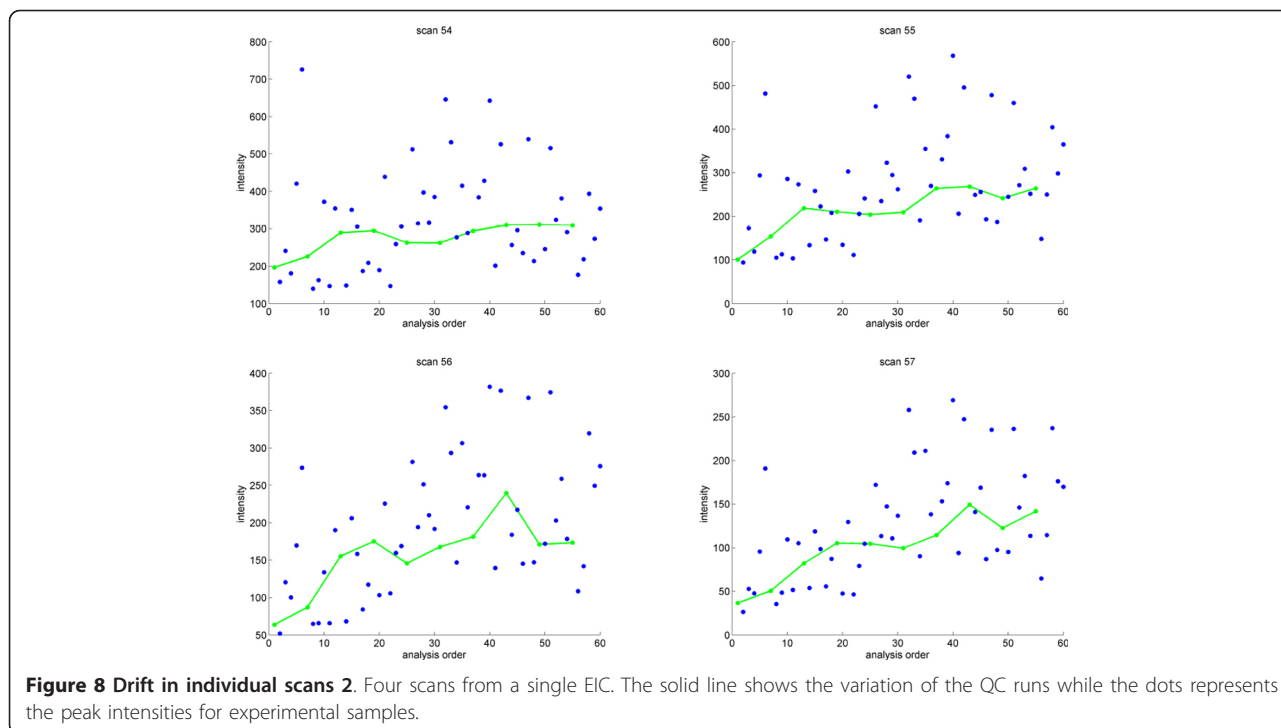 scan 54
800
700
600
500
400
300
200
100
intensity
0 10 20 30 40 50 60
analysis order
scan 55
600
500
400
300
200
100
0
intensity
0 10 20 30 40 50 60
analysis order
scan 56
400
350
300
250
200
150
100
50
intensity
0 10 20 30 40 50 60
analysis order
scan 57
300
250
200
150
100
50
0
intensity
0 10 20 30 40 50 60
analysis order
Figure 8 Drift in individual scans 2. Four scans from a single EIC. The solid line shows the variation of the QC runs while the dots represents
the peak intensities for experimental samples.